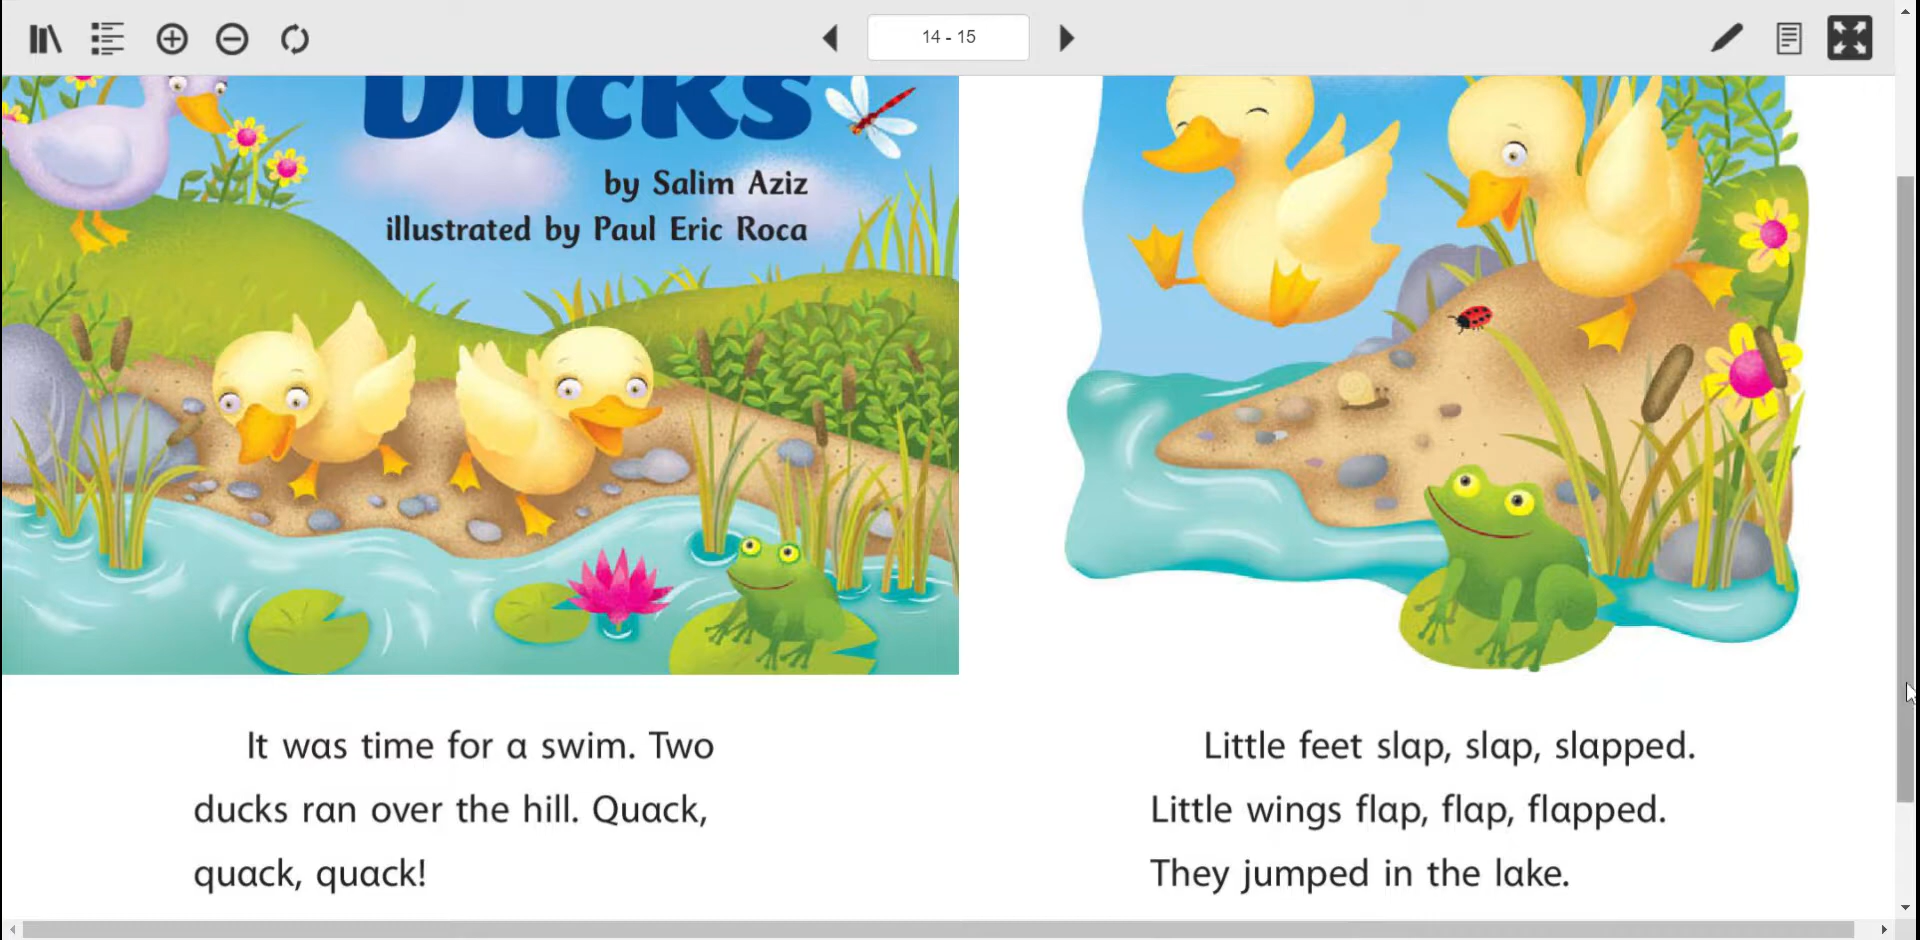 14 - 15
Ducks
by Salim Aziz
illustrated by Paul Eric Roca
It was time for a swim. Two
ducks ran over the hill. Quack,
quack, quack!
Little feet slap, slap, slapped.
Little wings flap, flap, flapped.
They jumped in the lake.